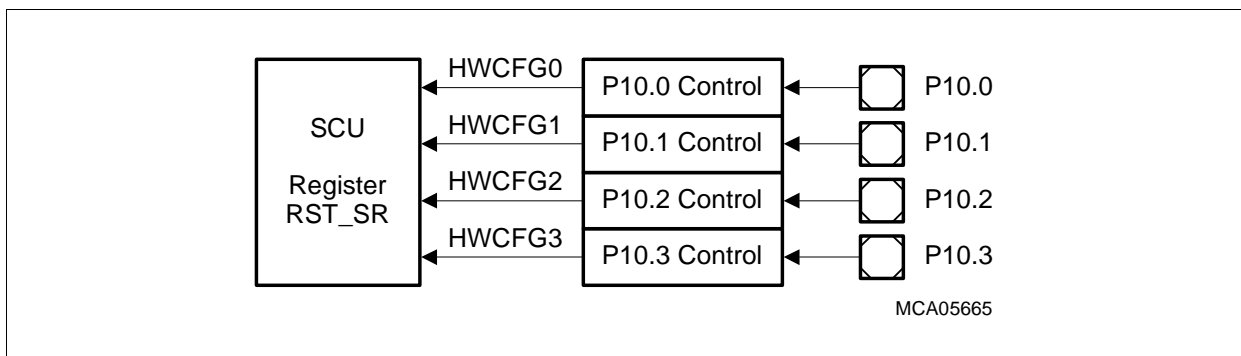 SCU
Register
RST_SR
HWCFG0
P10.0 Control
P10.0
HWCFG1
P10.1 Control
P10.1
HWCFG2
P10.2 Control
P10.2
HWCFG3
P10.3 Control
P10.3
MCA05665